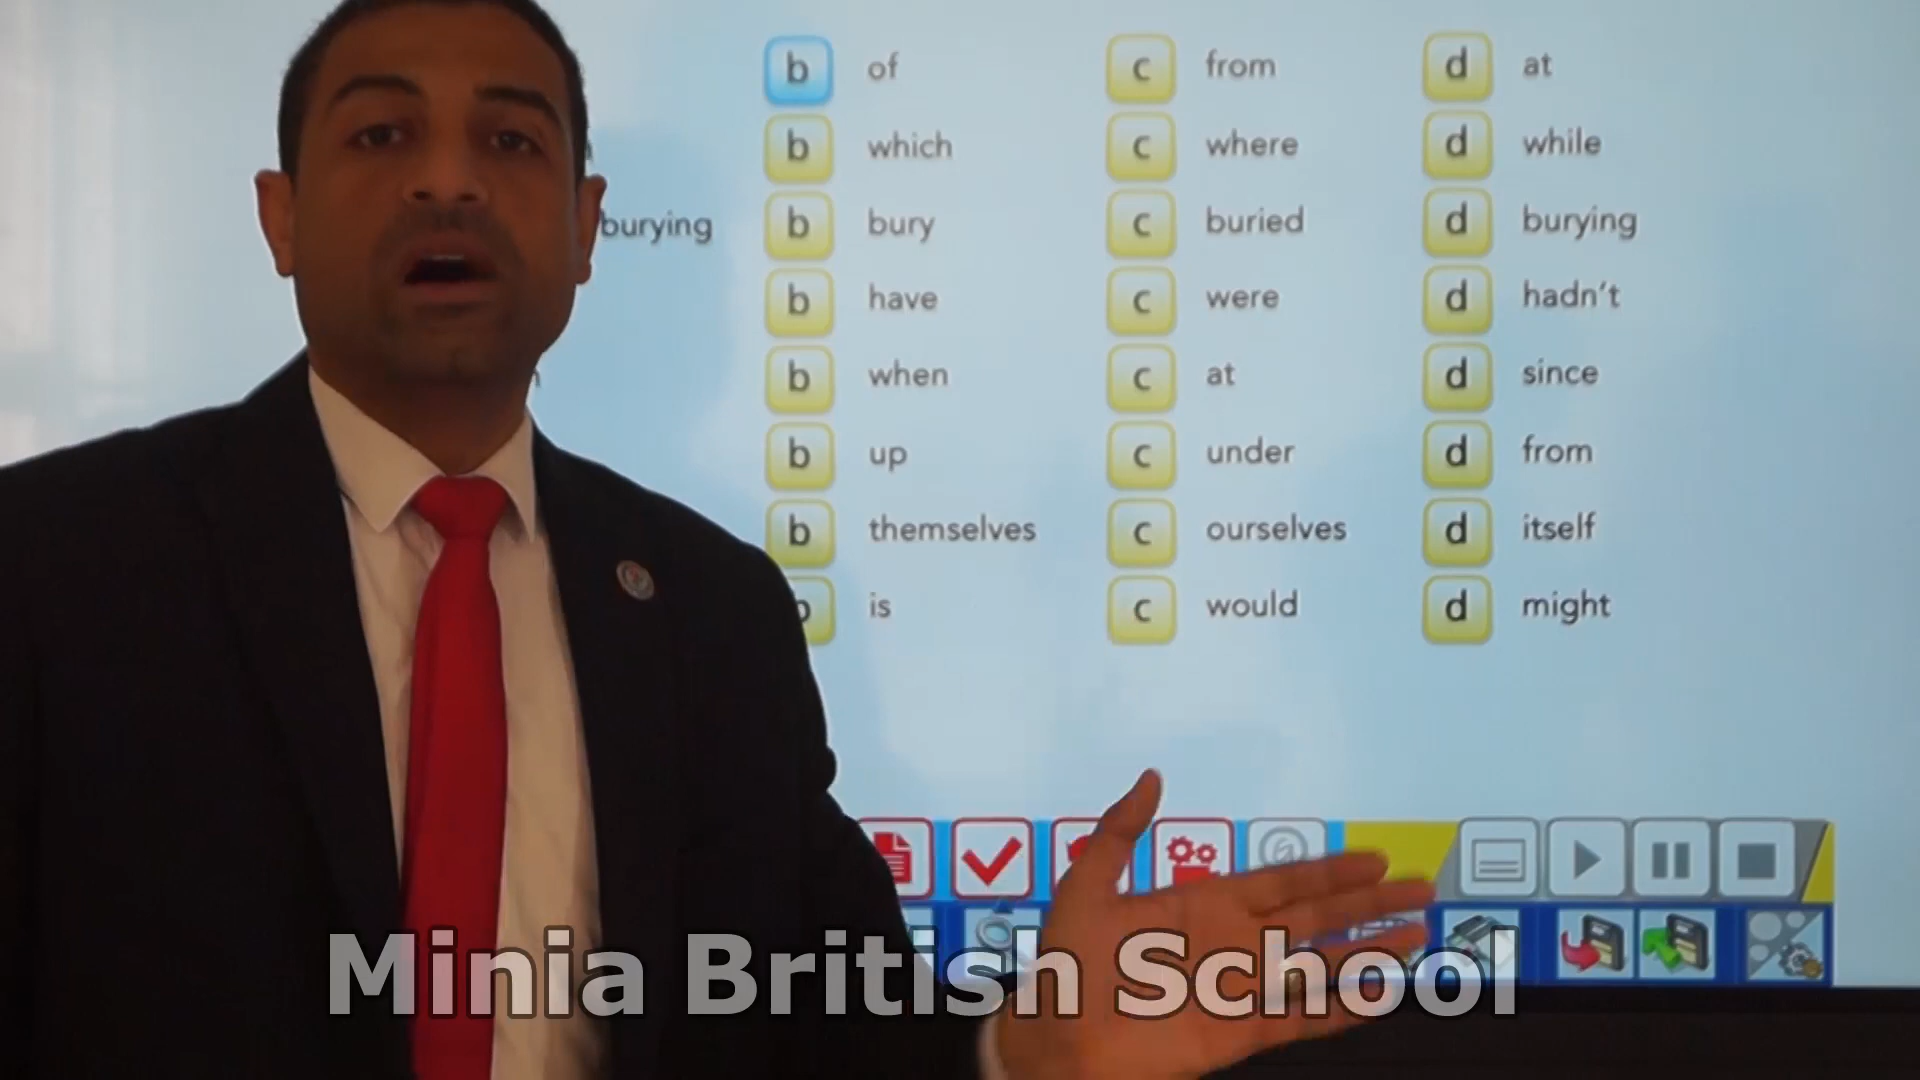 b of c from d at
b which c where d while
burying b bury c buried d burying
b have c were d hadn't
b when c at d since
b up c under d from
b themselves c ourselves d itself
is c would d might
Minia British School